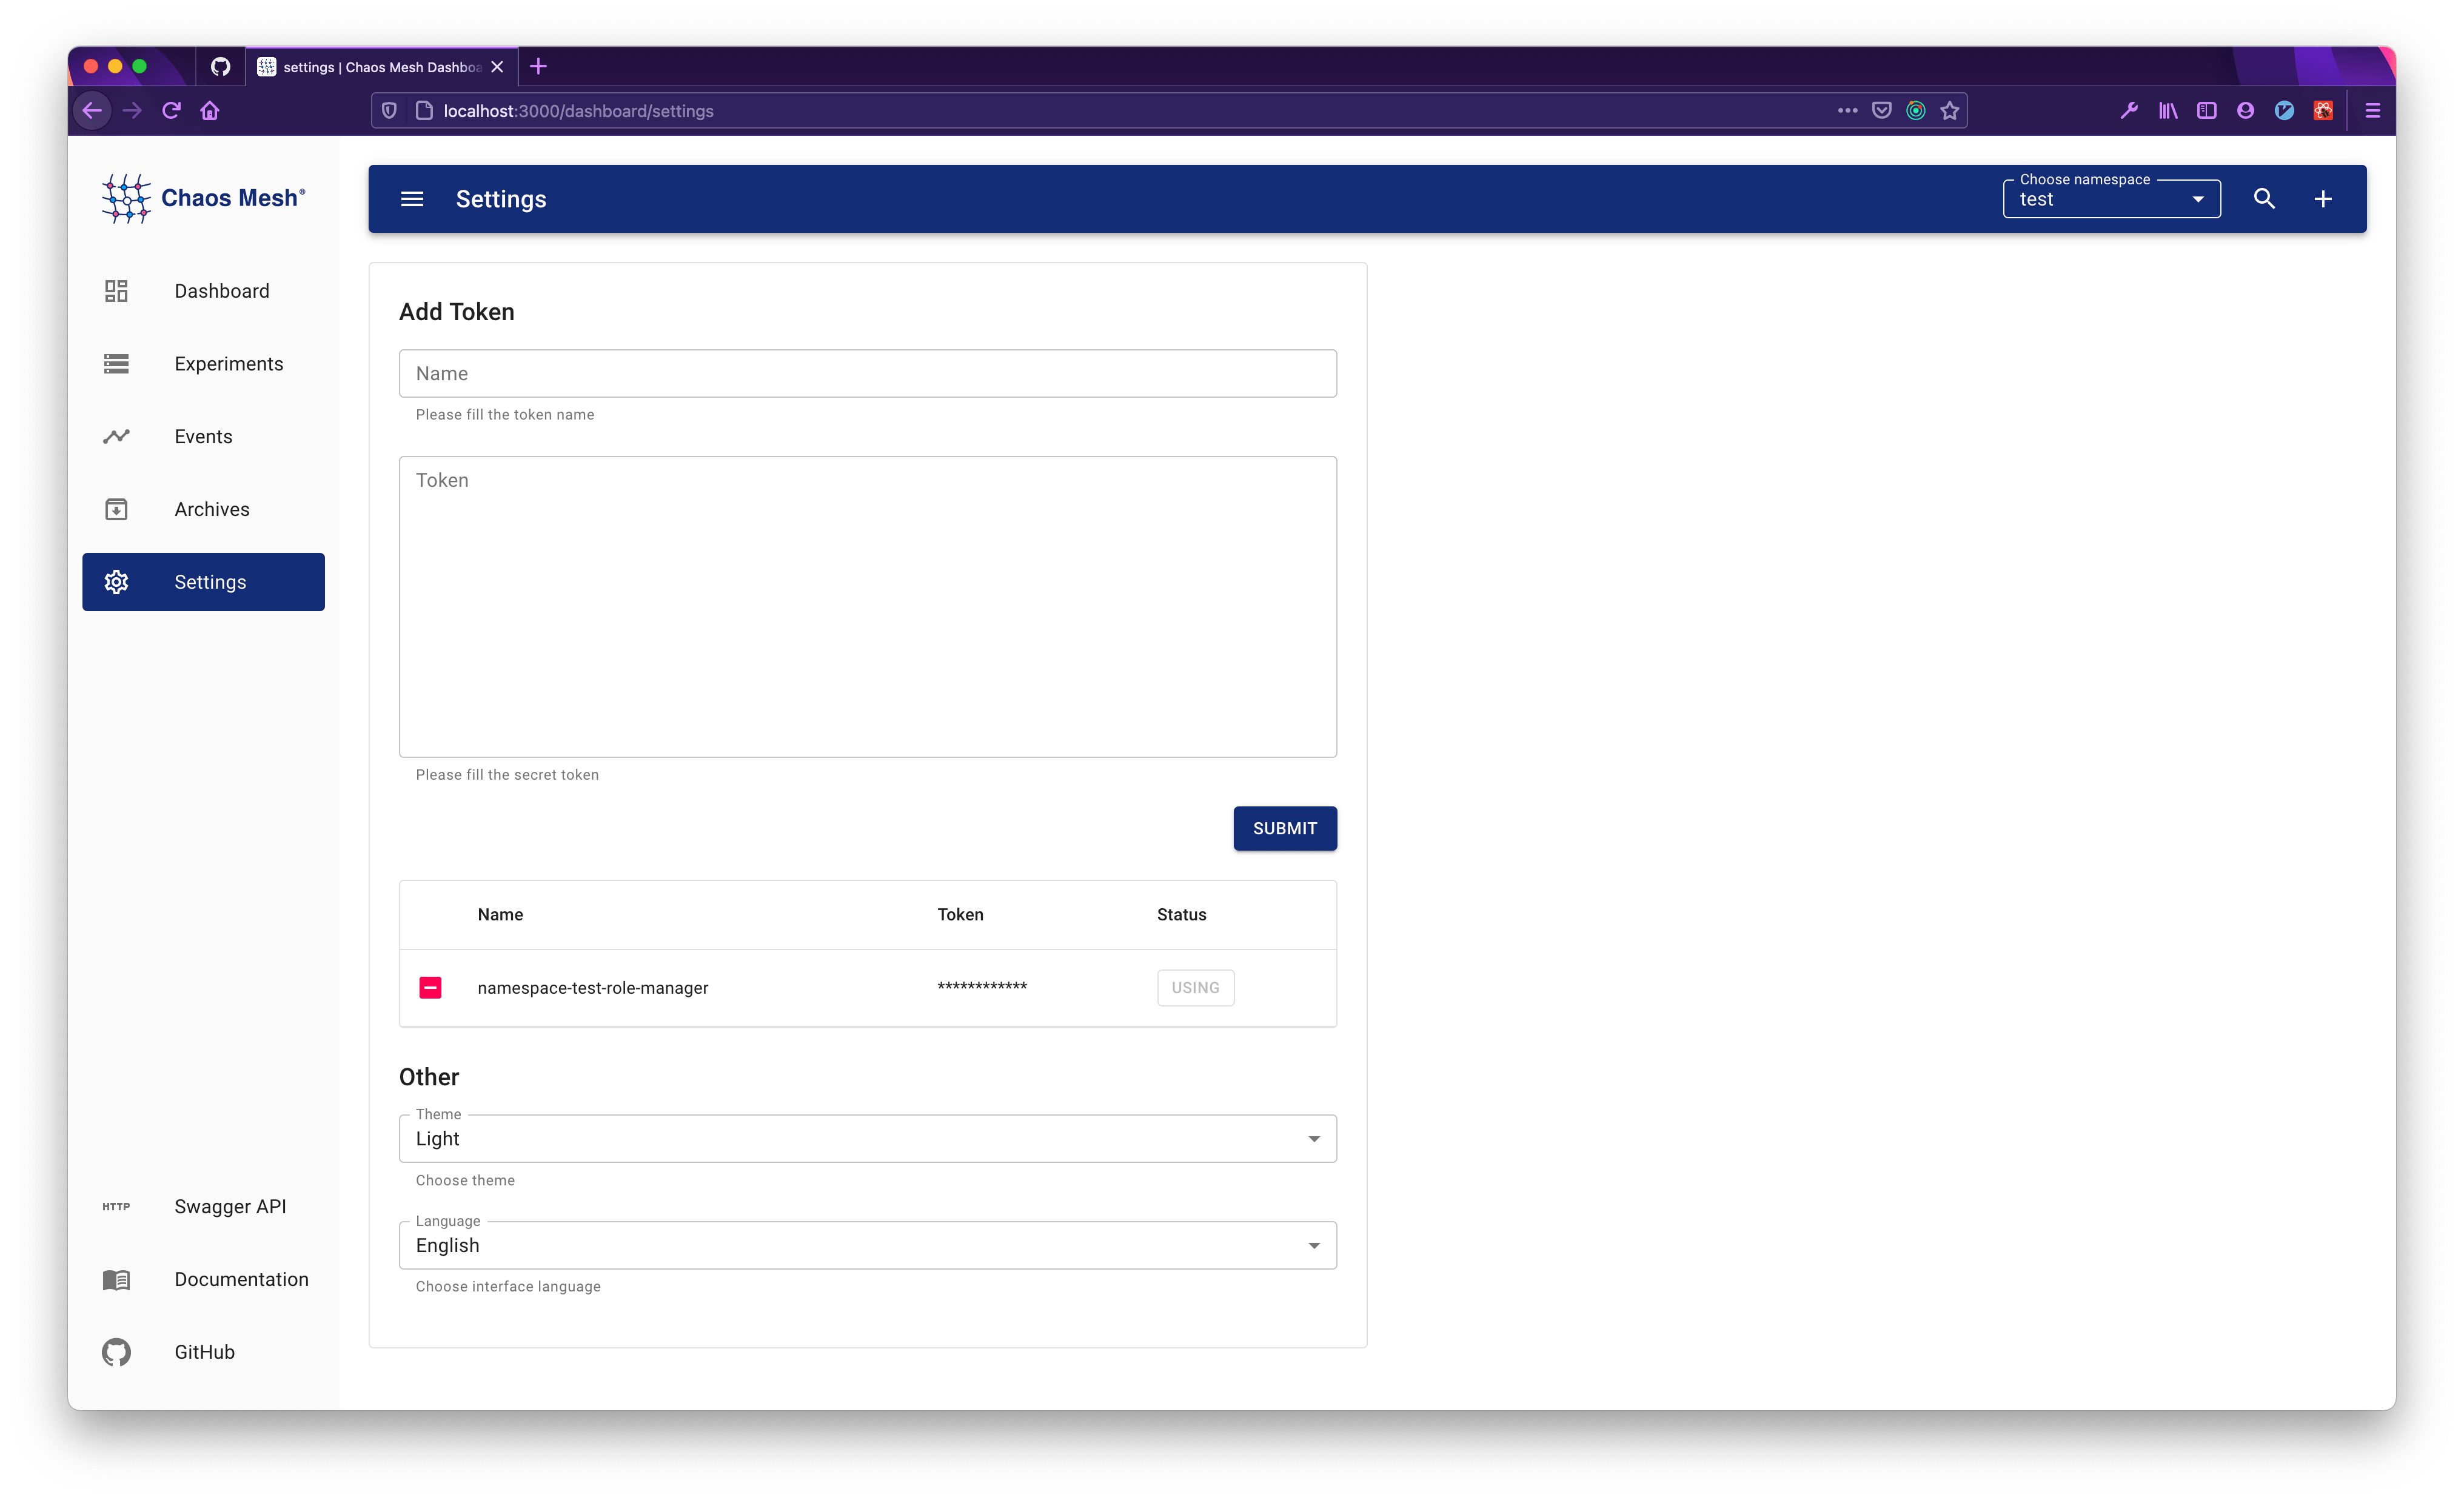 settings | Chaos Mesh Dashboa
localhost:3000/dashboard/settings
Chaos Mesh®
Settings
Choose namespace
test
Dashboard
Experiments
Events
Archives
Settings
Add Token
Name
Please fill the token name
Token
Please fill the secret token
SUBMIT
Name Token Status
namespace-test-role-manager ************ USING
Other
Theme
Light
Choose theme
Language
English
Choose interface language
HTTP Swagger API
Documentation
GitHub